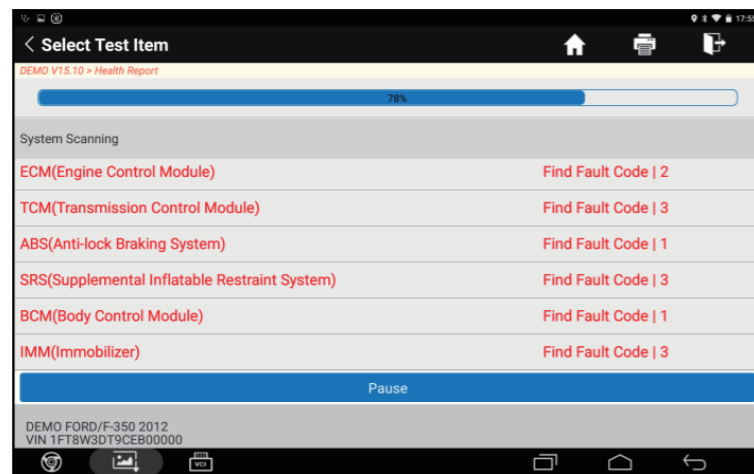 17:55
Select Test Item
DEMO V15.10 > Health Report
78%
System Scanning
ECM(Engine Control Module) Find Fault Code | 2
TCM(Transmission Control Module) Find Fault Code | 3
ABS(Anti-lock Braking System) Find Fault Code | 1
SRS(Supplemental Inflatable Restraint System) Find Fault Code | 3
BCM(Body Control Module) Find Fault Code | 1
IMM(Immobilizer) Find Fault Code | 3
Pause
DEMO FORD/F-350 2012
VIN 1FT8W3DT9CEB00000
VCI